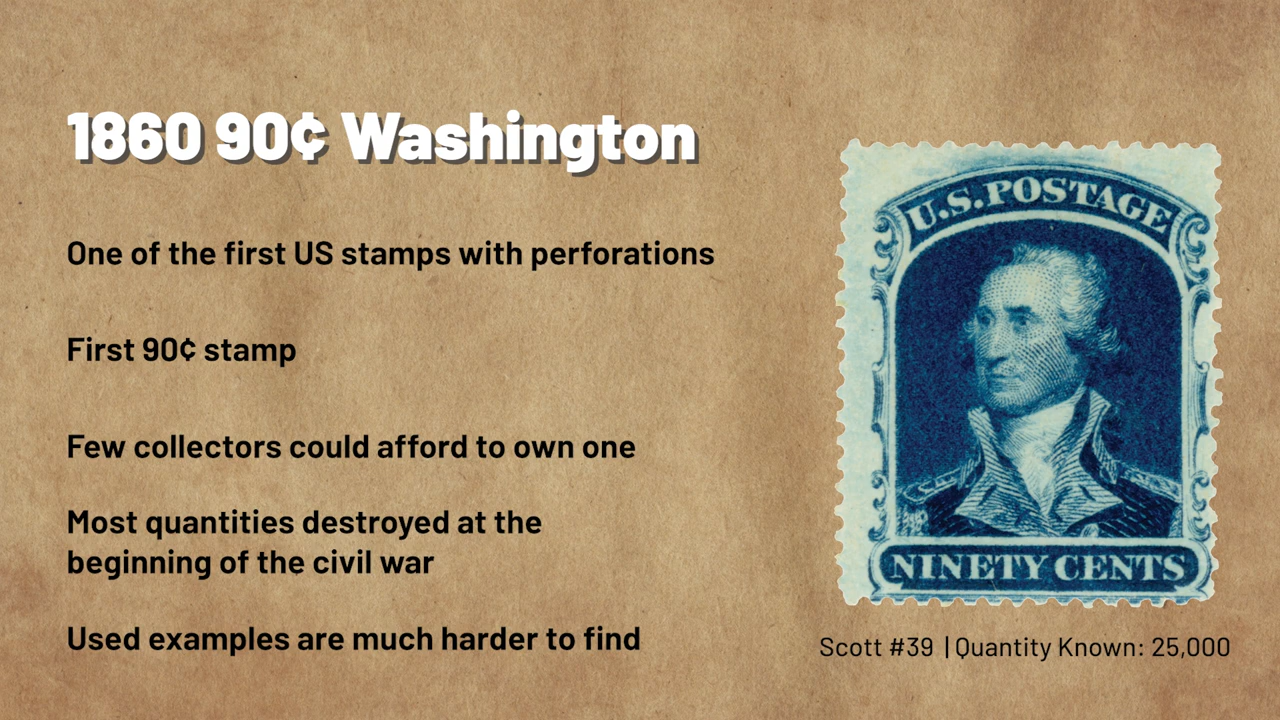 1860 90¢ Washington
One of the first US stamps with perforations
First 90¢ stamp
Few collectors could afford to own one
Most quantities destroyed at the
beginning of the civil war
Used examples are much harder to find
U.S. POSTAGE
NINETY CENTS
Scott #39 | Quantity Known: 25,000